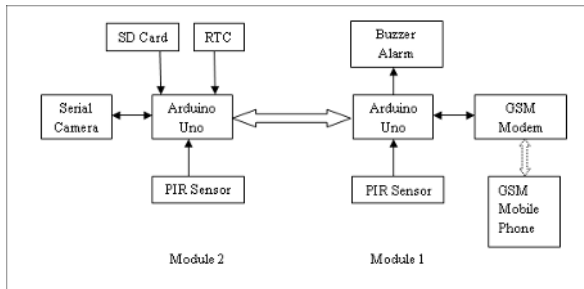 SD Card
RTC
Buzzer
Alarm
Serial
Camera
Arduino
Uno
Arduino
Uno
GSM
Modem
PIR Sensor
PIR Sensor
GSM
Mobile
Phone
Module 2
Module 1